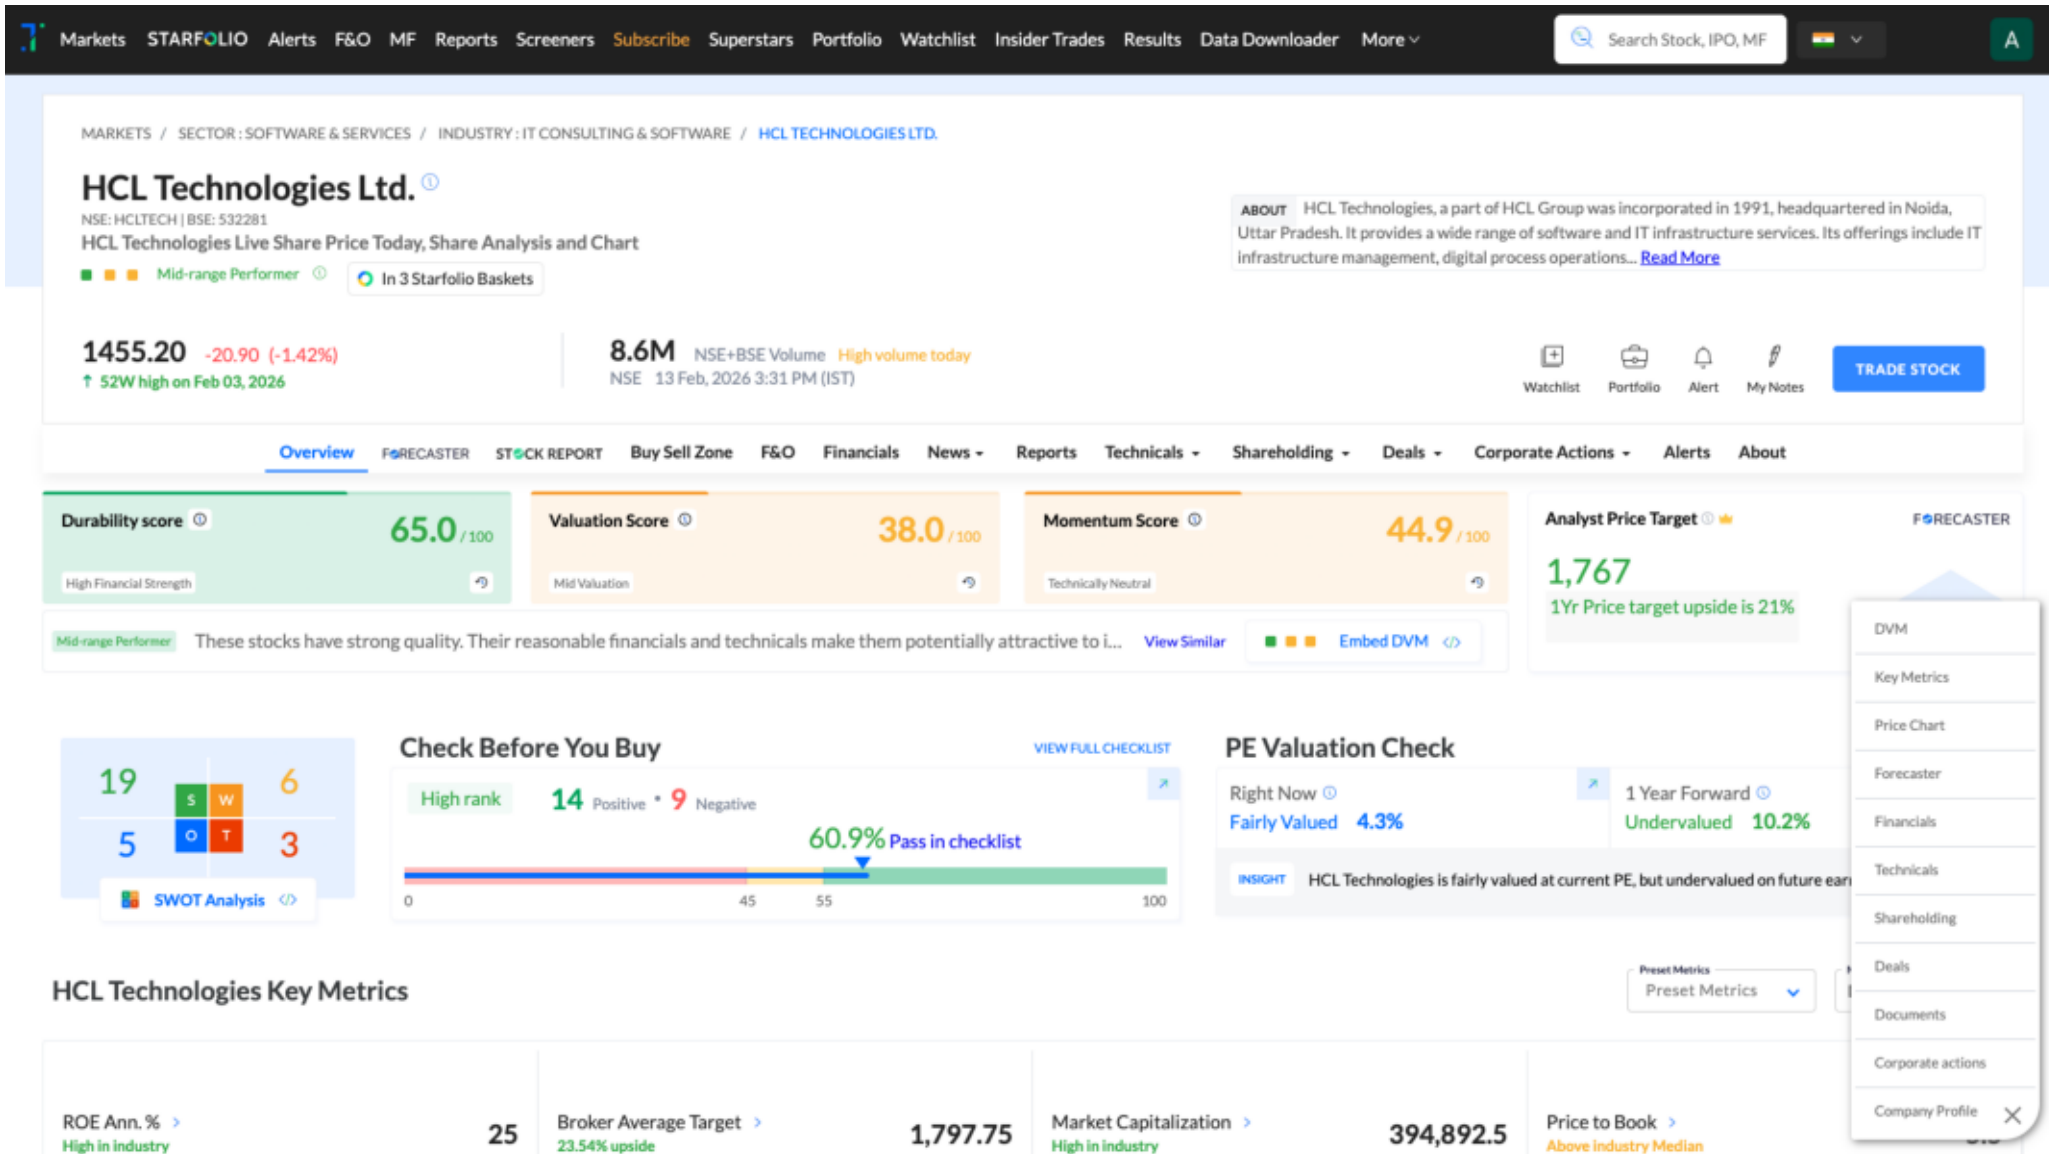 Markets STARFOLIO Alerts F&O MF Reports Screeners Subscribe Superstars Portfolio Watchlist Insider Trades Results Data Downloader More Search Stock, IPO, MF A
MARKETS / SECTOR : SOFTWARE & SERVICES / INDUSTRY : IT CONSULTING & SOFTWARE / HCL TECHNOLOGIES LTD.
HCL Technologies Ltd.
NSE: HCLTECH | BSE: 532281
HCL Technologies Live Share Price Today, Share Analysis and Chart
Mid-range Performer In 3 Starfolio Baskets
ABOUT HCL Technologies, a part of HCL Group was incorporated in 1991, headquartered in Noida,
Uttar Pradesh. It provides a wide range of software and IT infrastructure services. Its offerings include IT
infrastructure management, digital process operations... Read More
1455.20 -20.90 (-1.42%)
↑ 52W high on Feb 03, 2026
8.6M NSE+BSE Volume High volume today
NSE 13 Feb, 2026 3:31 PM (IST)
Watchlist Portfolio Alert My Notes TRADE STOCK
Overview FORECASTER STOCK REPORT Buy Sell Zone F&O Financials News Reports Technicals Shareholding Deals Corporate Actions Alerts About
Durability score 65.0 / 100
High Financial Strength
Valuation Score 38.0 / 100
Mid Valuation
Momentum Score 44.9 / 100
Technically Neutral
Analyst Price Target FORECASTER
1,767
1Yr Price target upside is 21%
Mid-range Performer These stocks have strong quality. Their reasonable financials and technicals make them potentially attractive to i... View Similar Embed DVM </>
19 6
S W
O T
5 3
SWOT Analysis </>
Check Before You Buy VIEW FULL CHECKLIST
High rank 14 Positive • 9 Negative
60.9% Pass in checklist
0 45 55 100
PE Valuation Check
Right Now
Fairly Valued 4.3%
1 Year Forward
Undervalued 10.2%
INSIGHT HCL Technologies is fairly valued at current PE, but undervalued on future
HCL Technologies Key Metrics
Preset Metrics
Preset Metrics
ROE Ann. % > 25
High in industry
Broker Average Target > 1,797.75
23.54% upside
Market Capitalization > 394,892.5
High in industry
Price to Book >
Above industry Median
DVM
Key Metrics
Price Chart
Forecaster
Financials
Technicals
Shareholding
Deals
Documents
Corporate actions
Company Profile